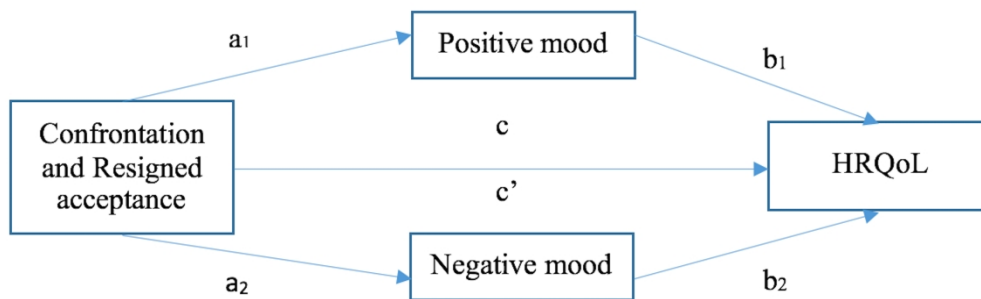 a1
Positive mood
b1
Confrontation
and Resigned
acceptance
c
c’
HRQoL
Negative mood
a2
b2